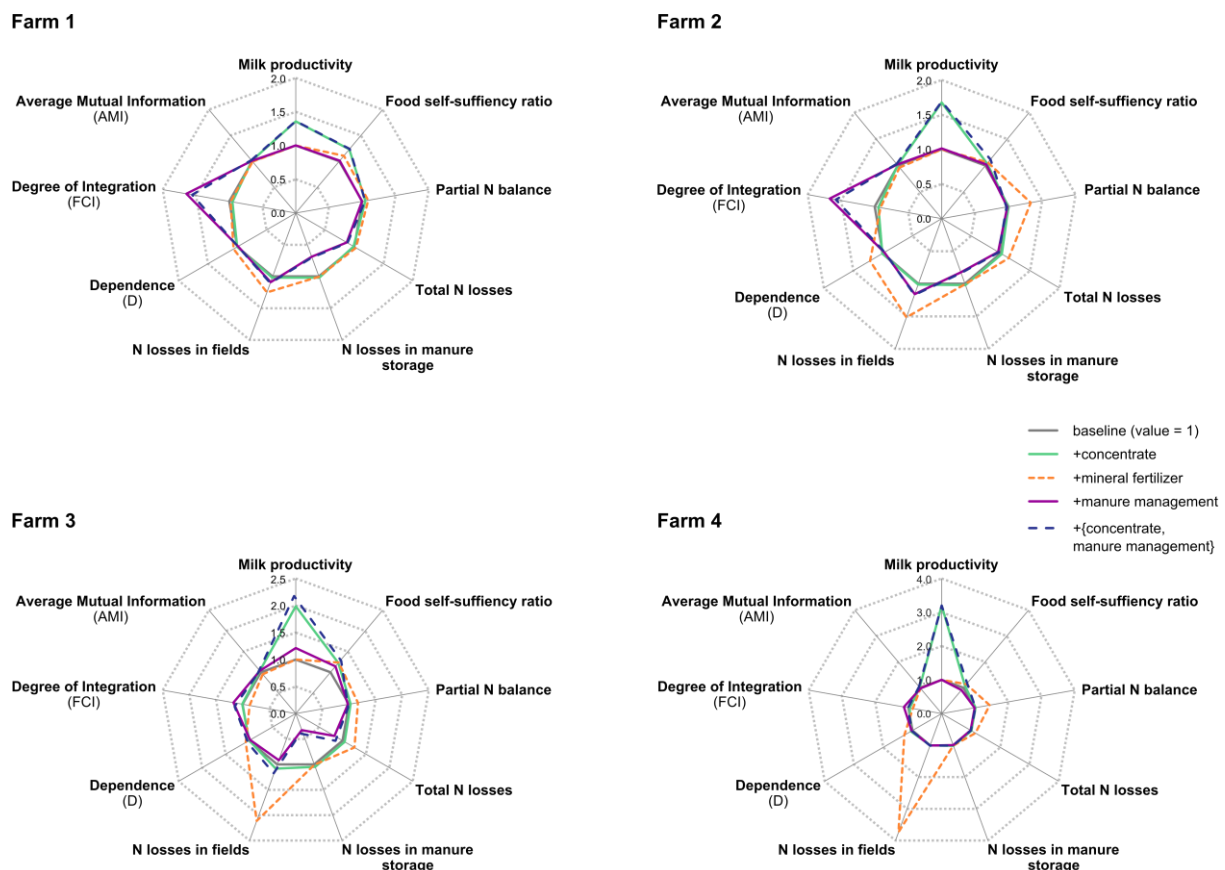 Farm 1
Milk productivity
Average Mutual Information
(AMI)
Food self-suffiency ratio
Degree of Integration
(FCI)
Partial N balance
Dependence
(D)
Total N losses
N losses in fields
N losses in manure
storage
2.0
1.5
1.0
0.5
0.0
Farm 2
Milk productivity
Average Mutual Information
(AMI)
Food self-suffiency ratio
Degree of Integration
(FCI)
Partial N balance
Dependence
(D)
Total N losses
N losses in fields
N losses in manure
storage
2.0
1.5
1.0
0.5
0.0
baseline (value = 1)
+concentrate
+mineral fertilizer
+manure management
+{concentrate,
manure management}
Farm 3
Milk productivity
Average Mutual Information
(AMI)
Food self-suffiency ratio
Degree of Integration
(FCI)
Partial N balance
Dependence
(D)
Total N losses
N losses in fields
N losses in manure
storage
2.5
2.0
1.5
1.0
0.5
0.0
Farm 4
Milk productivity
Average Mutual Information
(AMI)
Food self-suffiency ratio
Degree of Integration
(FCI)
Partial N balance
Dependence
(D)
Total N losses
N losses in fields
N losses in manure
storage
4.0
3.0
2.0
1.0
0.0